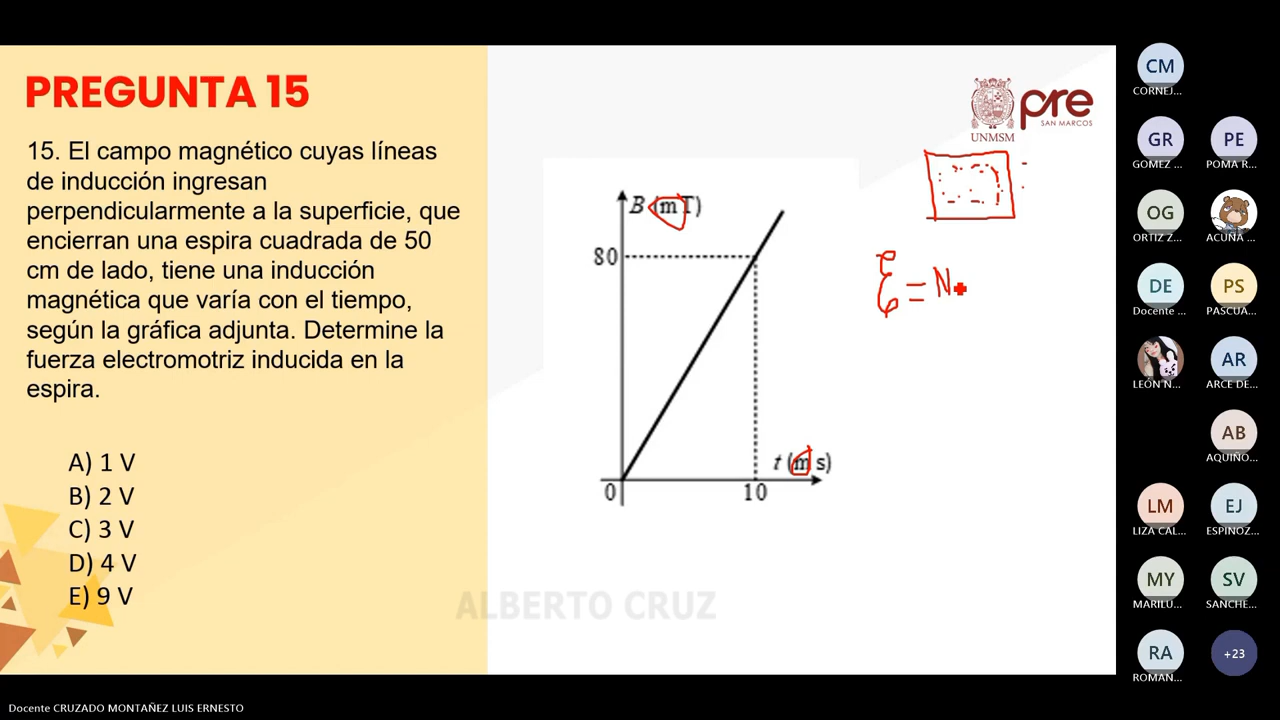 PREGUNTA 15
15. El campo magnético cuyas líneas
de inducción ingresan
perpendicularmente a la superficie, que
encierran una espira cuadrada de 50
cm de lado, tiene una inducción
magnética que varía con el tiempo,
según la gráfica adjunta. Determine la
fuerza electromotriz inducida en la
espira.
A) 1 V
B) 2 V
C) 3 V
D) 4 V
E) 9 V
B (mT)
80
t (m s)
0
10
UNMSM
pre
SAN MARCOS
ε = N
ALBERTO CRUZ
CM
CORNEJ...
GR
GOMEZ ...
PE
POMA R...
OG
ORTIZ Z...
ACUÑA ...
DE
Docente ...
PS
PASCUA...
LEÓN N...
AR
ARCE DE...
AB
AQUIÑO...
LM
LIZA CAL...
EJ
ESPINOZ...
MY
MARILÚ...
SV
SANCHE...
RA
ROMAN...
+23
Docente CRUZADO MONTAÑEZ LUIS ERNESTO